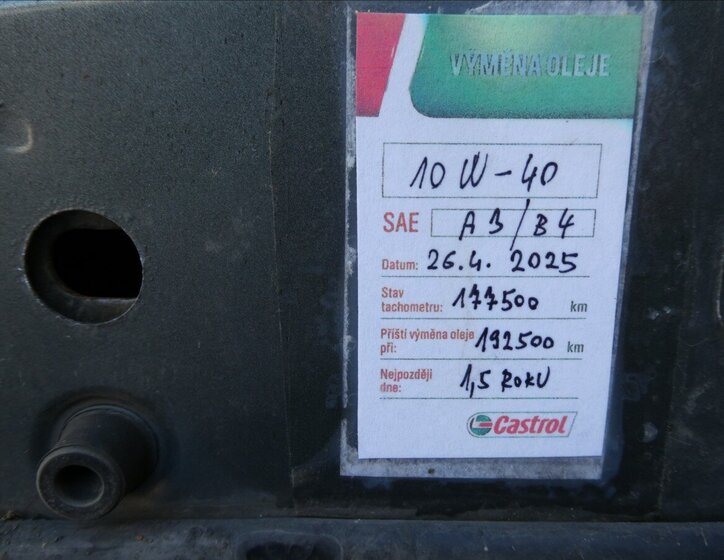 VÝMĚNA OLEJE
10 W-40
SAE A3/B4
Datum: 26.4. 2025
Stav
tachometru: 177500 km
Příští výměna oleje
při: 192500 km
Nejpozději
dne: 1,5 ROKU
Castrol